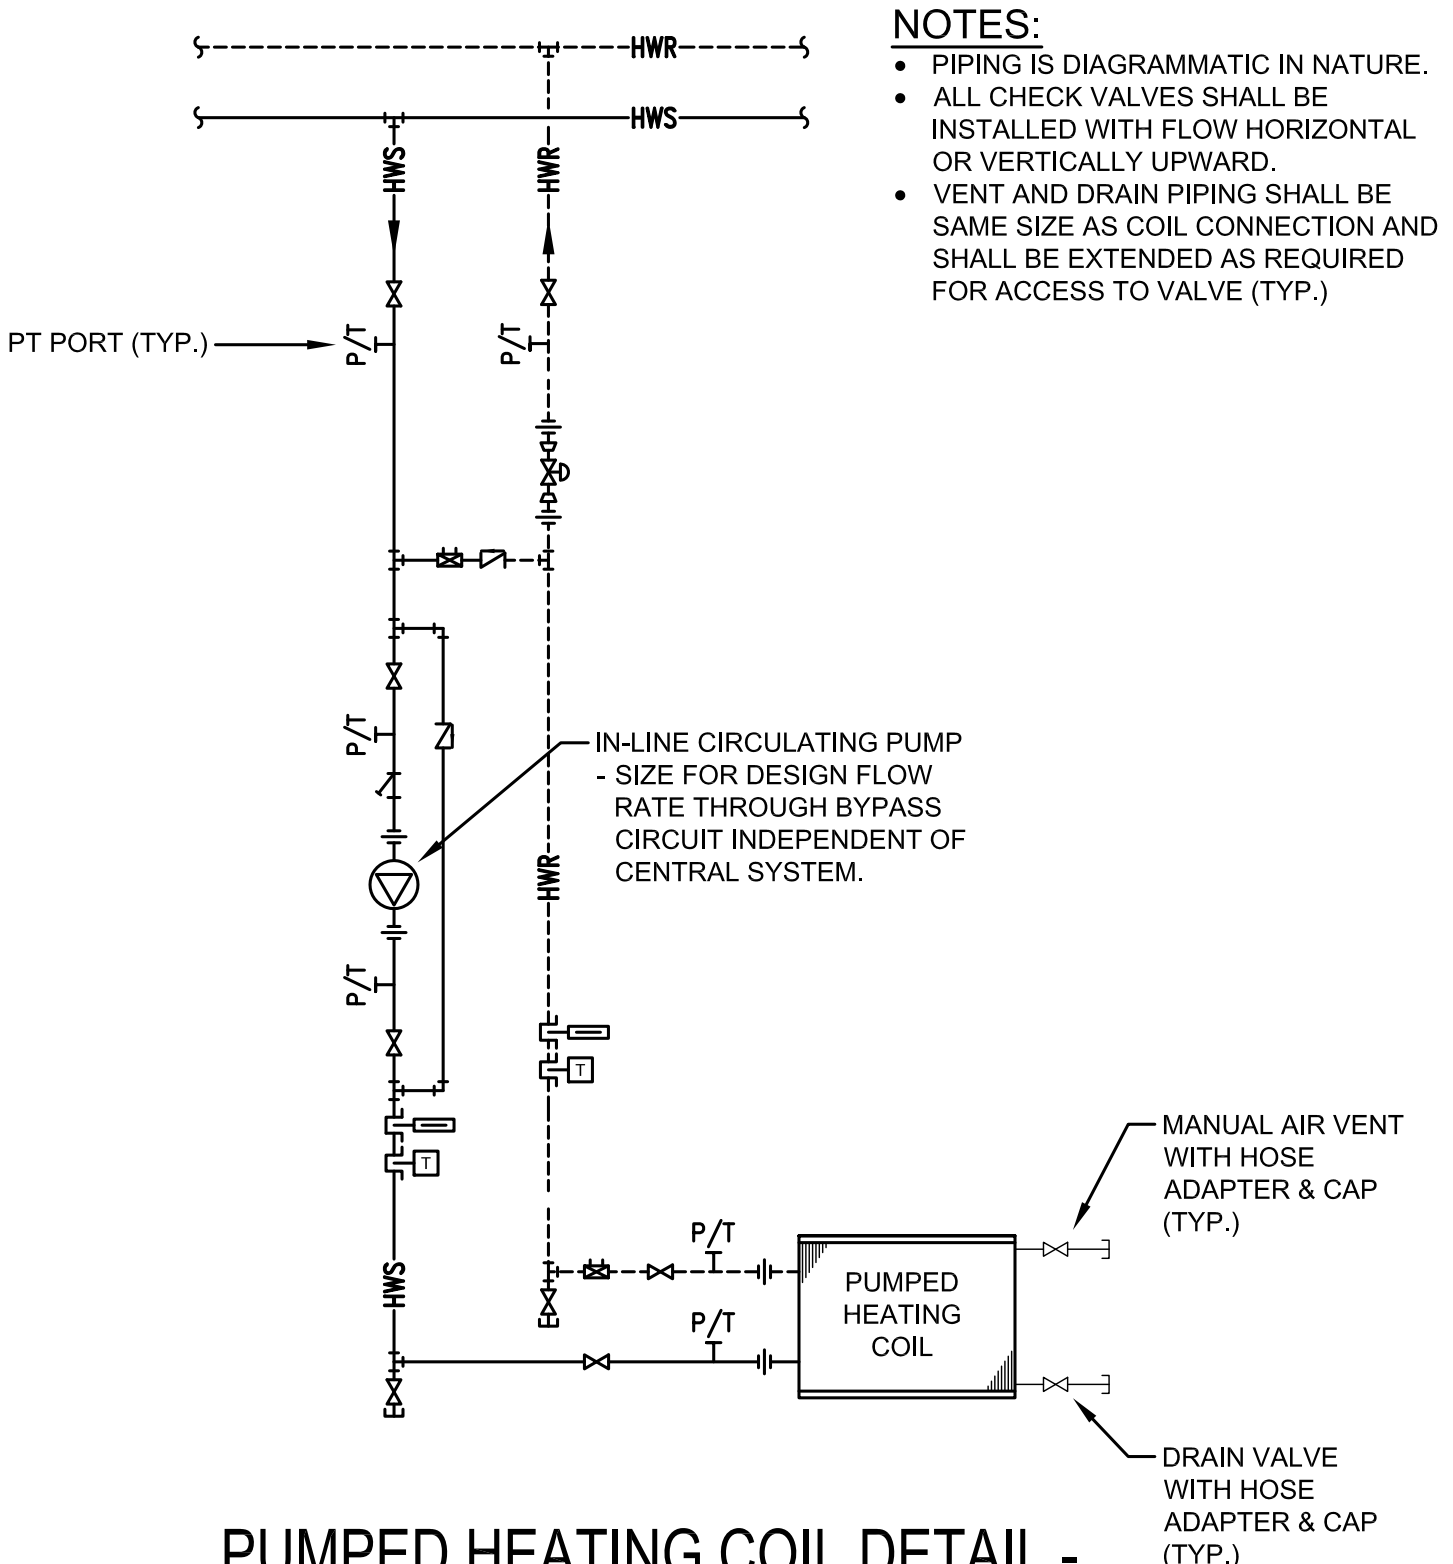 NOTES:
• PIPING IS DIAGRAMMATIC IN NATURE.
• ALL CHECK VALVES SHALL BE
INSTALLED WITH FLOW HORIZONTAL
OR VERTICALLY UPWARD.
• VENT AND DRAIN PIPING SHALL BE
SAME SIZE AS COIL CONNECTION AND
SHALL BE EXTENDED AS REQUIRED
FOR ACCESS TO VALVE (TYP.)
HWR
HWS
HWS
HWR
PT PORT (TYP.)
P/T
P/T
P/T
IN-LINE CIRCULATING PUMP
- SIZE FOR DESIGN FLOW
RATE THROUGH BYPASS
CIRCUIT INDEPENDENT OF
CENTRAL SYSTEM.
HWR
P/T
T
T
MANUAL AIR VENT
WITH HOSE
ADAPTER & CAP
(TYP.)
P/T
HWS
PUMPED
HEATING
COIL
P/T
DRAIN VALVE
WITH HOSE
ADAPTER & CAP
(TYP.)
PUMPED HEATING COIL DETAIL -